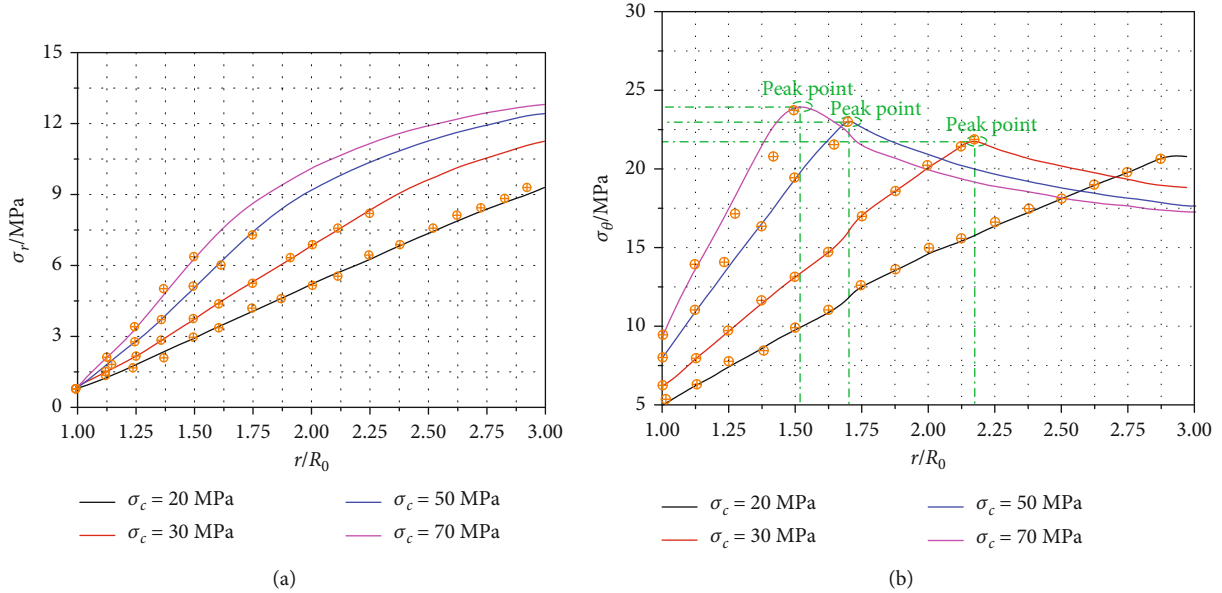 15
12
9
6
3
0
σr/MPa
1.00 1.25 1.50 1.75 2.00 2.25 2.50 2.75 3.00
r/R0
σc = 20 MPa
σc = 30 MPa
σc = 50 MPa
σc = 70 MPa
(a)
30
25
20
15
10
5
σθ/MPa
Peak point
Peak point
Peak point
1.00 1.25 1.50 1.75 2.00 2.25 2.50 2.75 3.00
r/R0
σc = 20 MPa
σc = 30 MPa
σc = 50 MPa
σc = 70 MPa
(b)